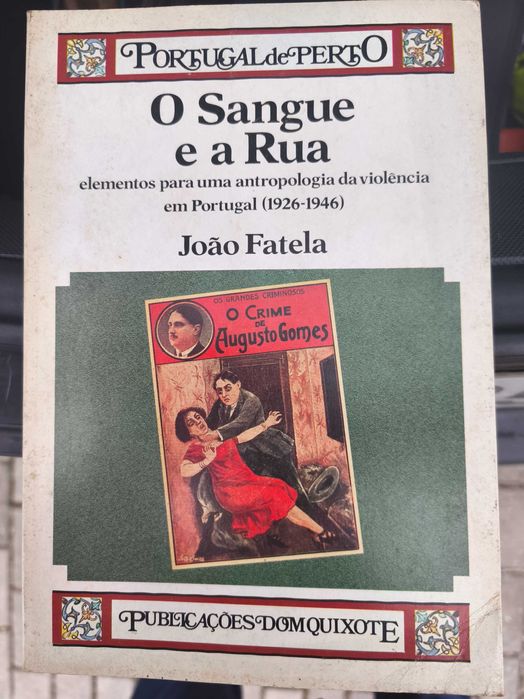 PORTUGAL de PERTO
O Sangue
e a Rua
elementos para uma antropologia da violência
em Portugal (1926-1946)
João Fatela
OS GRANDES CRIMINOSOS
O CRIME
DE
Augusto Gomes
PUBLICAÇÕES DOM QUIXOTE